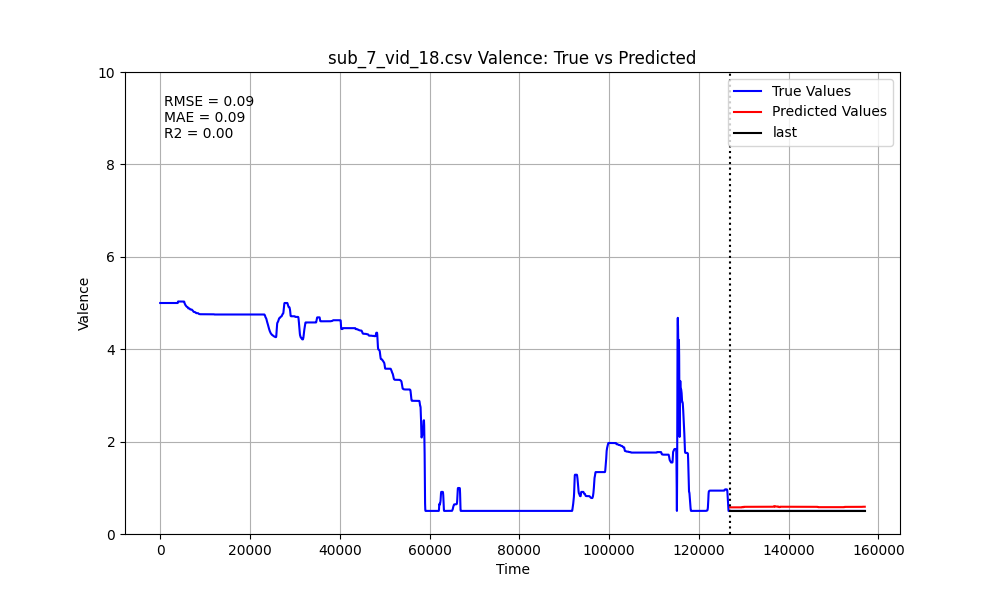 sub_7_vid_18.csv Valence: True vs Predicted
RMSE = 0.09
MAE = 0.09
R2 = 0.00
True Values
Predicted Values
last
10
8
6
4
2
0
Valence
0
20000
40000
60000
80000
100000
120000
140000
160000
Time